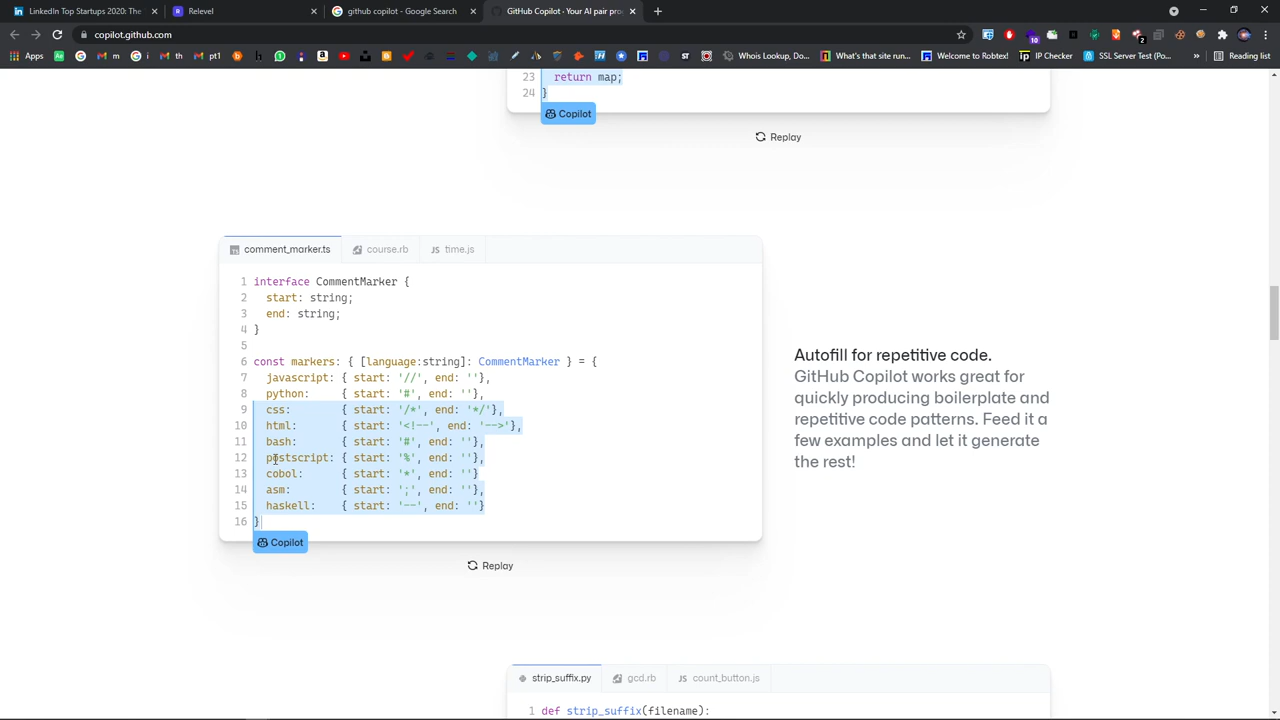 LinkedIn Top Startups 2020: The
Relevel
github copilot - Google Search
GitHub Copilot · Your AI pair pro
copilot.github.com
Apps
m
m
pt1
Whois Lookup, Dom...
What's that site run...
Welcome to Robtex!
IP Checker
SSL Server Test (Po...
Reading list
23 return map;
24 }
Copilot
Replay
comment_marker.ts
course.rb
JS time.js
1 interface CommentMarker {
2 start: string;
3 end: string;
4 }
5
6 const markers: { [language:string]: CommentMarker } = {
7 javascript: { start: '//', end: ''},
8 python: { start: '#', end: ''},
9 css: { start: '/*', end: '*/'},
10 html: { start: '<!--', end: '-->'},
11 bash: { start: '#', end: ''},
12 postscript: { start: '%', end: ''},
13 cobol: { start: '*', end: ''}
14 asm: { start: ';', end: ''},
15 haskell: { start: '--', end: ''}
16 }
Copilot
Replay
Autofill for repetitive code.
GitHub Copilot works great for
quickly producing boilerplate and
repetitive code patterns. Feed it a
few examples and let it generate
the rest!
strip_suffix.py
gcd.rb
JS count_button.js
1 def strip_suffix(filename):